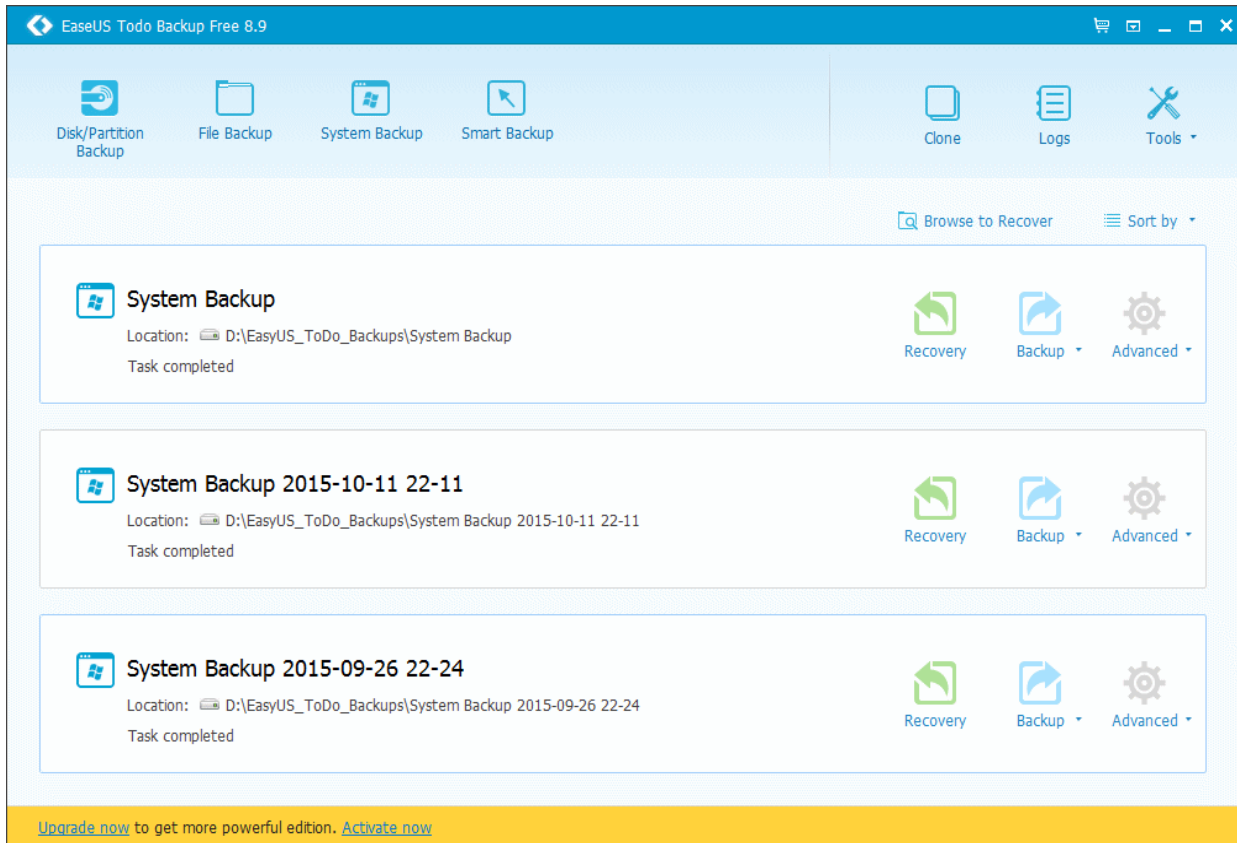 EaseUS Todo Backup Free 8.9
Disk/Partition
Backup
File Backup
System Backup
Smart Backup
Clone
Logs
Tools
Browse to Recover
Sort by
System Backup
Location: D:\EasyUS_ToDo_Backups\System Backup
Task completed
Recovery
Backup
Advanced
System Backup 2015-10-11 22-11
Location: D:\EasyUS_ToDo_Backups\System Backup 2015-10-11 22-11
Task completed
Recovery
Backup
Advanced
System Backup 2015-09-26 22-24
Location: D:\EasyUS_ToDo_Backups\System Backup 2015-09-26 22-24
Task completed
Recovery
Backup
Advanced
Upgrade now to get more powerful edition. Activate now